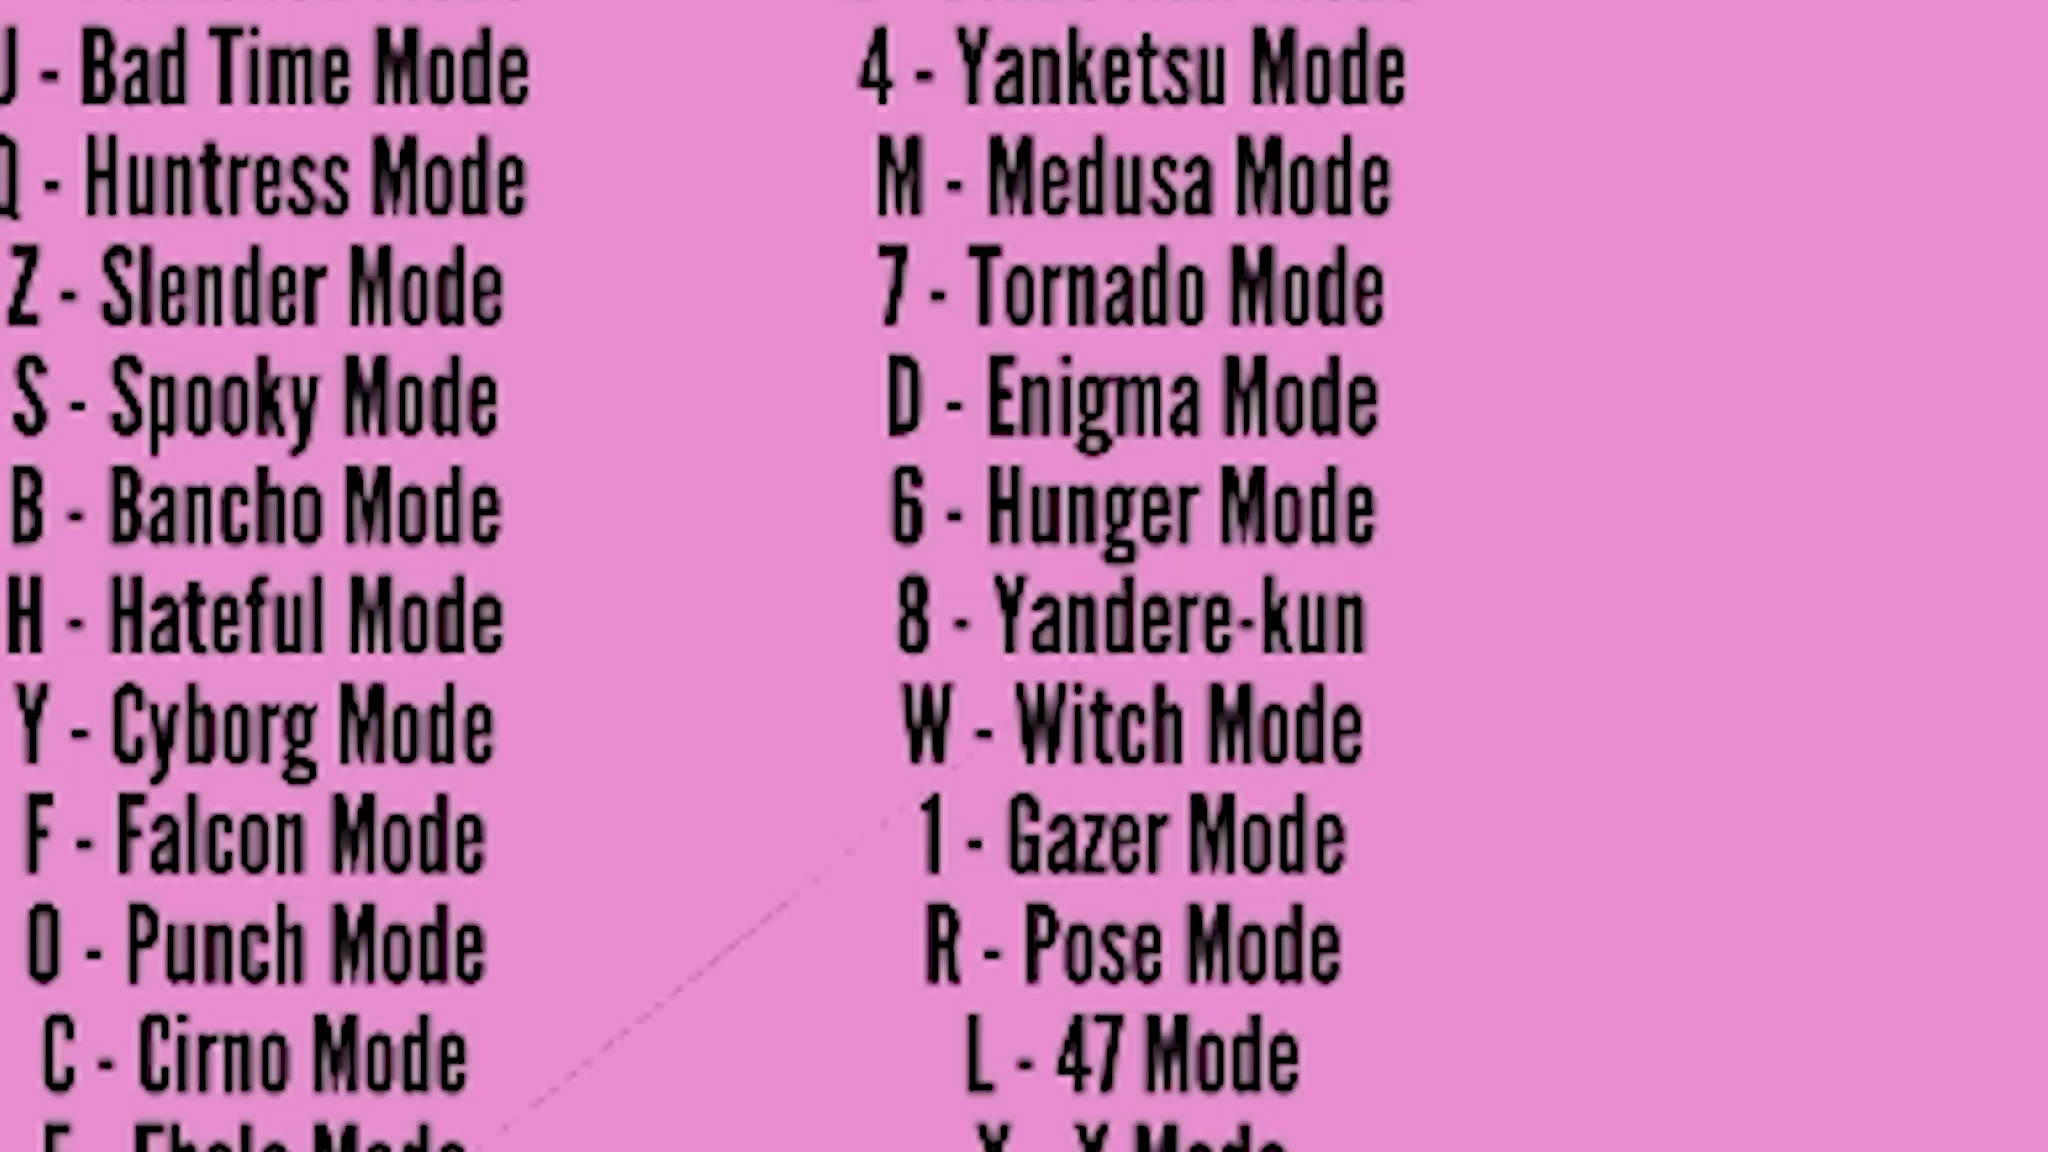 J - Bad Time Mode
Q - Huntress Mode
Z - Slender Mode
S - Spooky Mode
B - Bancho Mode
H - Hateful Mode
Y - Cyborg Mode
F - Falcon Mode
O - Punch Mode
C - Cirno Mode
4 - Yanketsu Mode
M - Medusa Mode
7 - Tornado Mode
D - Enigma Mode
6 - Hunger Mode
8 - Yandere-kun
W - Witch Mode
1 - Gazer Mode
R - Pose Mode
L - 47 Mode
X - X Mode